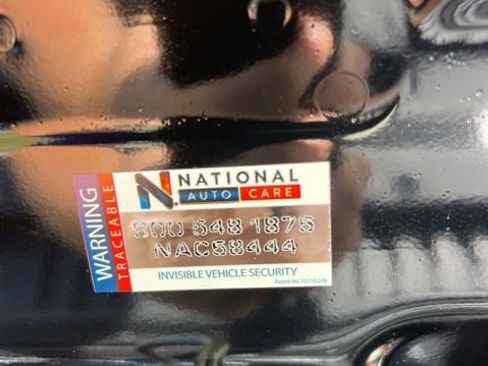 WARNING
TRACEABLE
N. NATIONAL
AUTO CARE
800 548 1875
NAC58444
INVISIBLE VEHICLE SECURITY